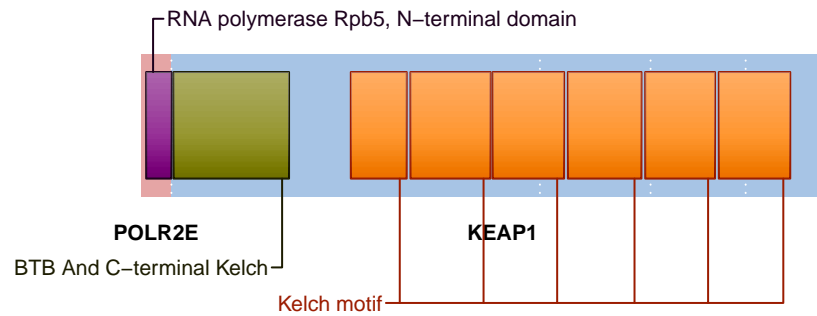 RNA polymerase Rpb5, N−terminal domain
POLR2E
KEAP1
BTB And C−terminal Kelch
Kelch motif